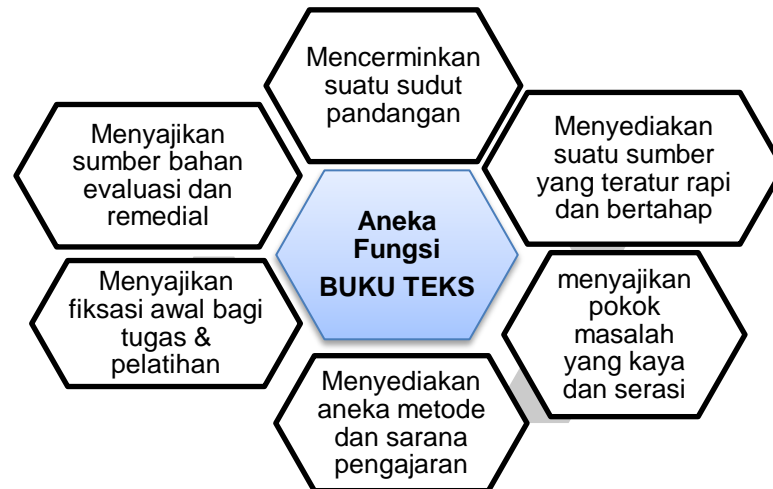 Mencerminkan
suatu sudut
pandangan
Menyediakan
suatu sumber
yang teratur rapi
dan bertahap
menyajikan
pokok
masalah
yang kaya
dan serasi
Menyediakan
aneka metode
dan sarana
pengajaran
Menyajikan
fiksasi awal bagi
tugas &
pelatihan
Menyajikan
sumber bahan
evaluasi dan
remedial
Aneka
Fungsi
BUKU TEKS